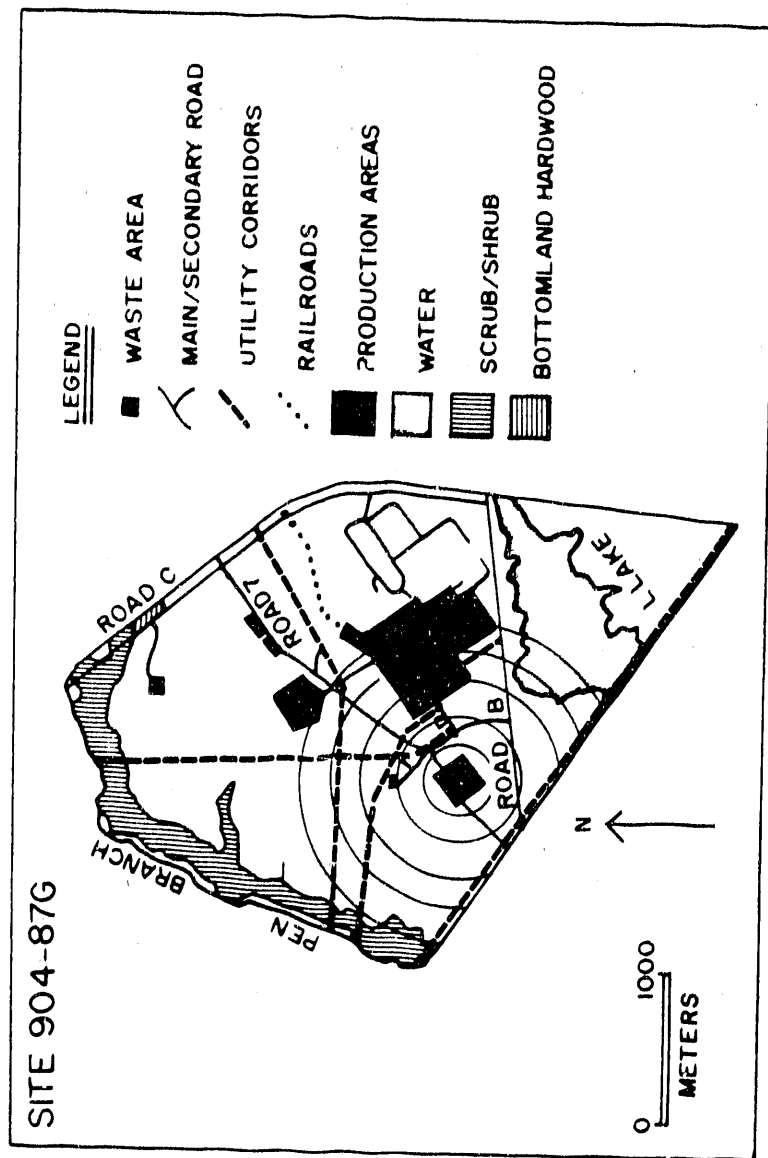 SITE 904-87G
LEGEND
WASTE AREA
MAIN/SECONDARY ROAD
UTILITY CORRIDORS
RAILROADS
PRODUCTION AREAS
WATER
SCRUB/SHRUB
BOTTOMLAND HARDWOOD
ROAD C
ROAD 7
BRANCH
PEN
ROAD B
L LAKE
N
0 1000
METERS